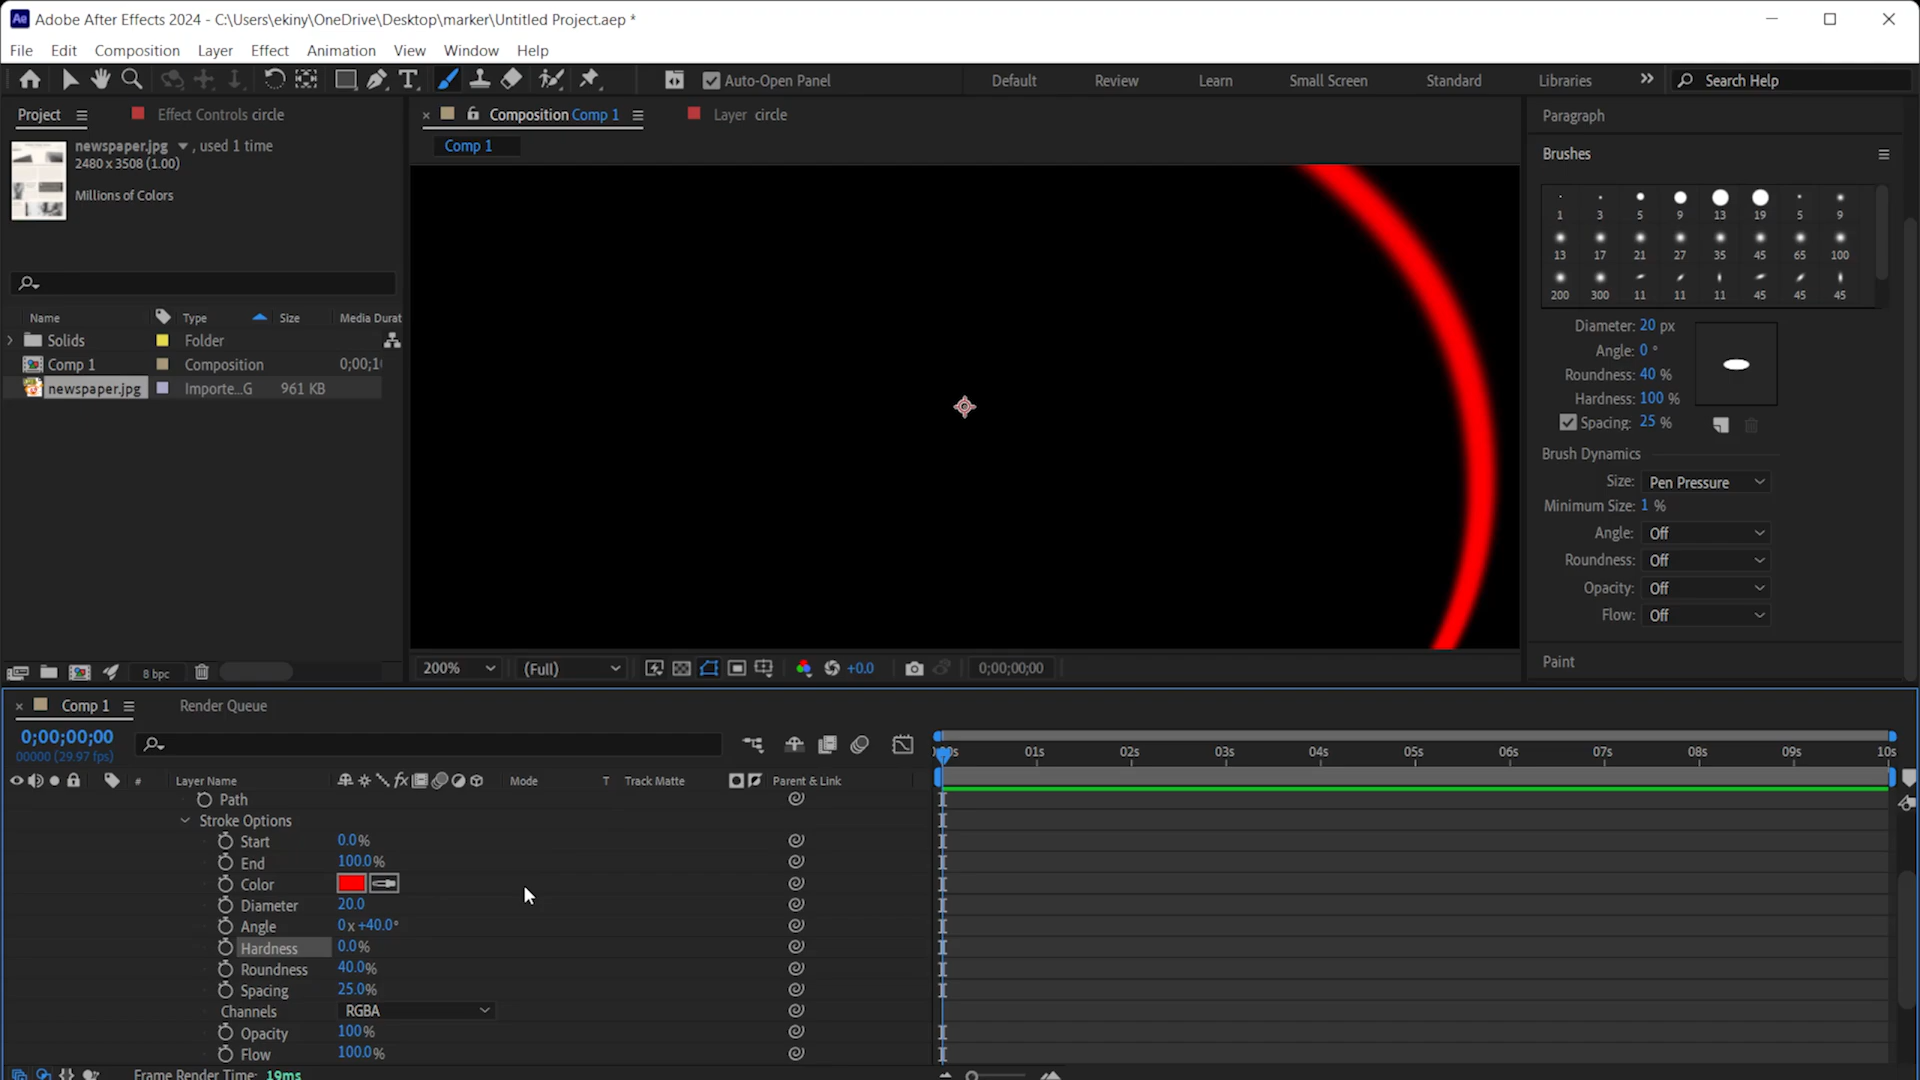 Adobe After Effects 2024 - C:\Users\ekiny\OneDrive\Desktop\marker\Untitled Project.aep *
File Edit Composition Layer Effect Animation View Window Help
Auto-Open Panel Default Review Learn Small Screen Standard Libraries Search Help
Project Effect Controls circle
newspaper.jpg , used 1 time
2480 x 3508 (1.00)
Millions of Colors
Name Type Size Media Durat
Solids Folder
Comp 1 Composition 0;00;1
newspaper.jpg Importe...G 961 KB
8 bpc
Composition Comp 1 Layer circle
Comp 1
200% (Full) +0.0 0;00;00;00
Paragraph
Brushes
1 3 5 9 13 19 5 9
13 17 21 27 35 45 65 100
200 300 11 11 11 45 45 45
Diameter: 20 px
Angle: 0 °
Roundness: 40 %
Hardness: 100 %
Spacing: 25 %
Brush Dynamics
Size: Pen Pressure
Minimum Size: 1 %
Angle: Off
Roundness: Off
Opacity: Off
Flow: Off
Paint
Comp 1 Render Queue
0;00;00;00
00000 (29.97 fps)
# Layer Name fx Mode T Track Matte Parent & Link
01s 02s 03s 04s 05s 06s 07s 08s 09s 10s
Path
Stroke Options
Start 0.0%
End 100.0%
Color
Diameter 20.0
Angle 0x+40.0°
Hardness 0.0%
Roundness 40.0%
Spacing 25.0%
Channels RGBA
Opacity 100%
Flow 100.0%
Frame Render Time: 19ms